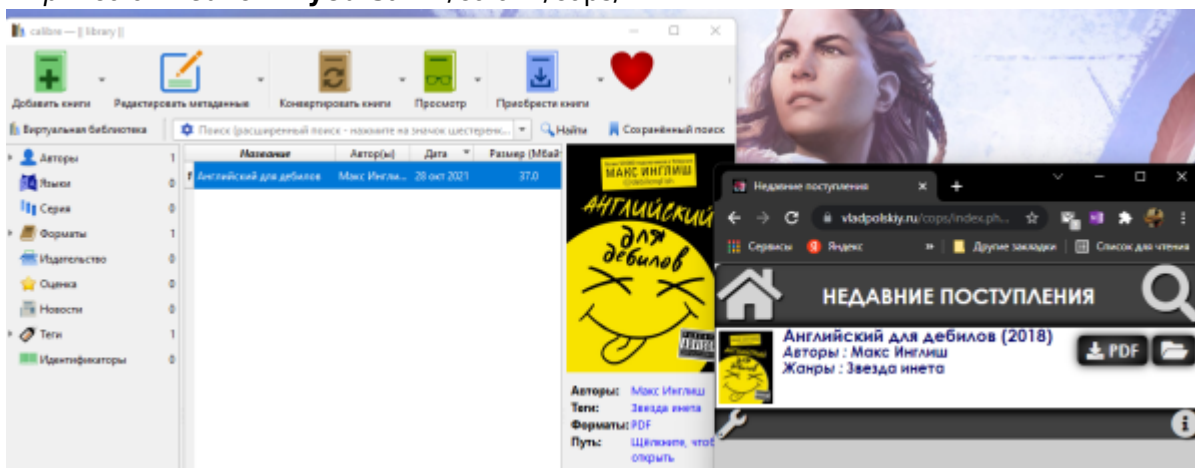 calibre — || library ||
Добавить книги Редактировать метаданные Конвертировать книги Просмотр Приобрести книги
Виртуальная библиотека Поиск (расширенный поиск - нажмите на значок шестеренк... Найти Сохранённый поиск
Авторы 1
Языки 0
Серия 0
Форматы 1
Издательство 0
Оценка 0
Новости 0
Теги 1
Идентификаторы 0
Название Автор(ы) Дата Размер (Мбай
1 Английский для дебилов Макс Ингли... 28 окт 2021 37.0
МАКС ИНГЛИШ
АНГЛИЙСКИЙ
для
дебилов
Авторы: Макс Инглиш
Теги: Звезда инета
Форматы: PDF
Путь: Щёлкните, чтоб
открыть
Недавние поступления
vladpolskiy.ru/cops/index.ph...
Сервисы Яндекс » Другие закладки Список для чтения
НЕДАВНИЕ ПОСТУПЛЕНИЯ
Английский для дебилов (2018)
Авторы : Макс Инглиш
Жанры : Звезда инета
PDF